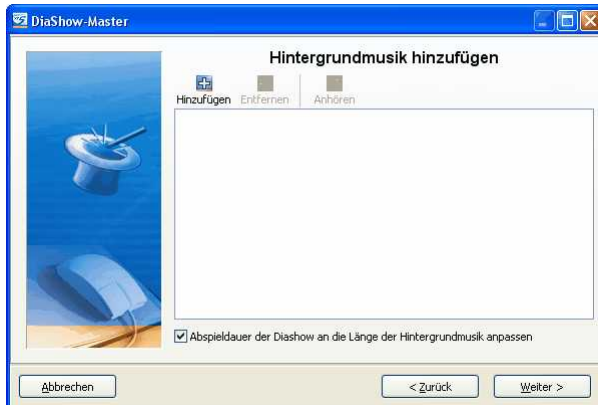 DiaShow-Master
Hintergrundmusik hinzufügen
Hinzufügen Entfernen Anhören
Abspieldauer der Diashow an die Länge der Hintergrundmusik anpassen
Abbrechen < Zurück Weiter >